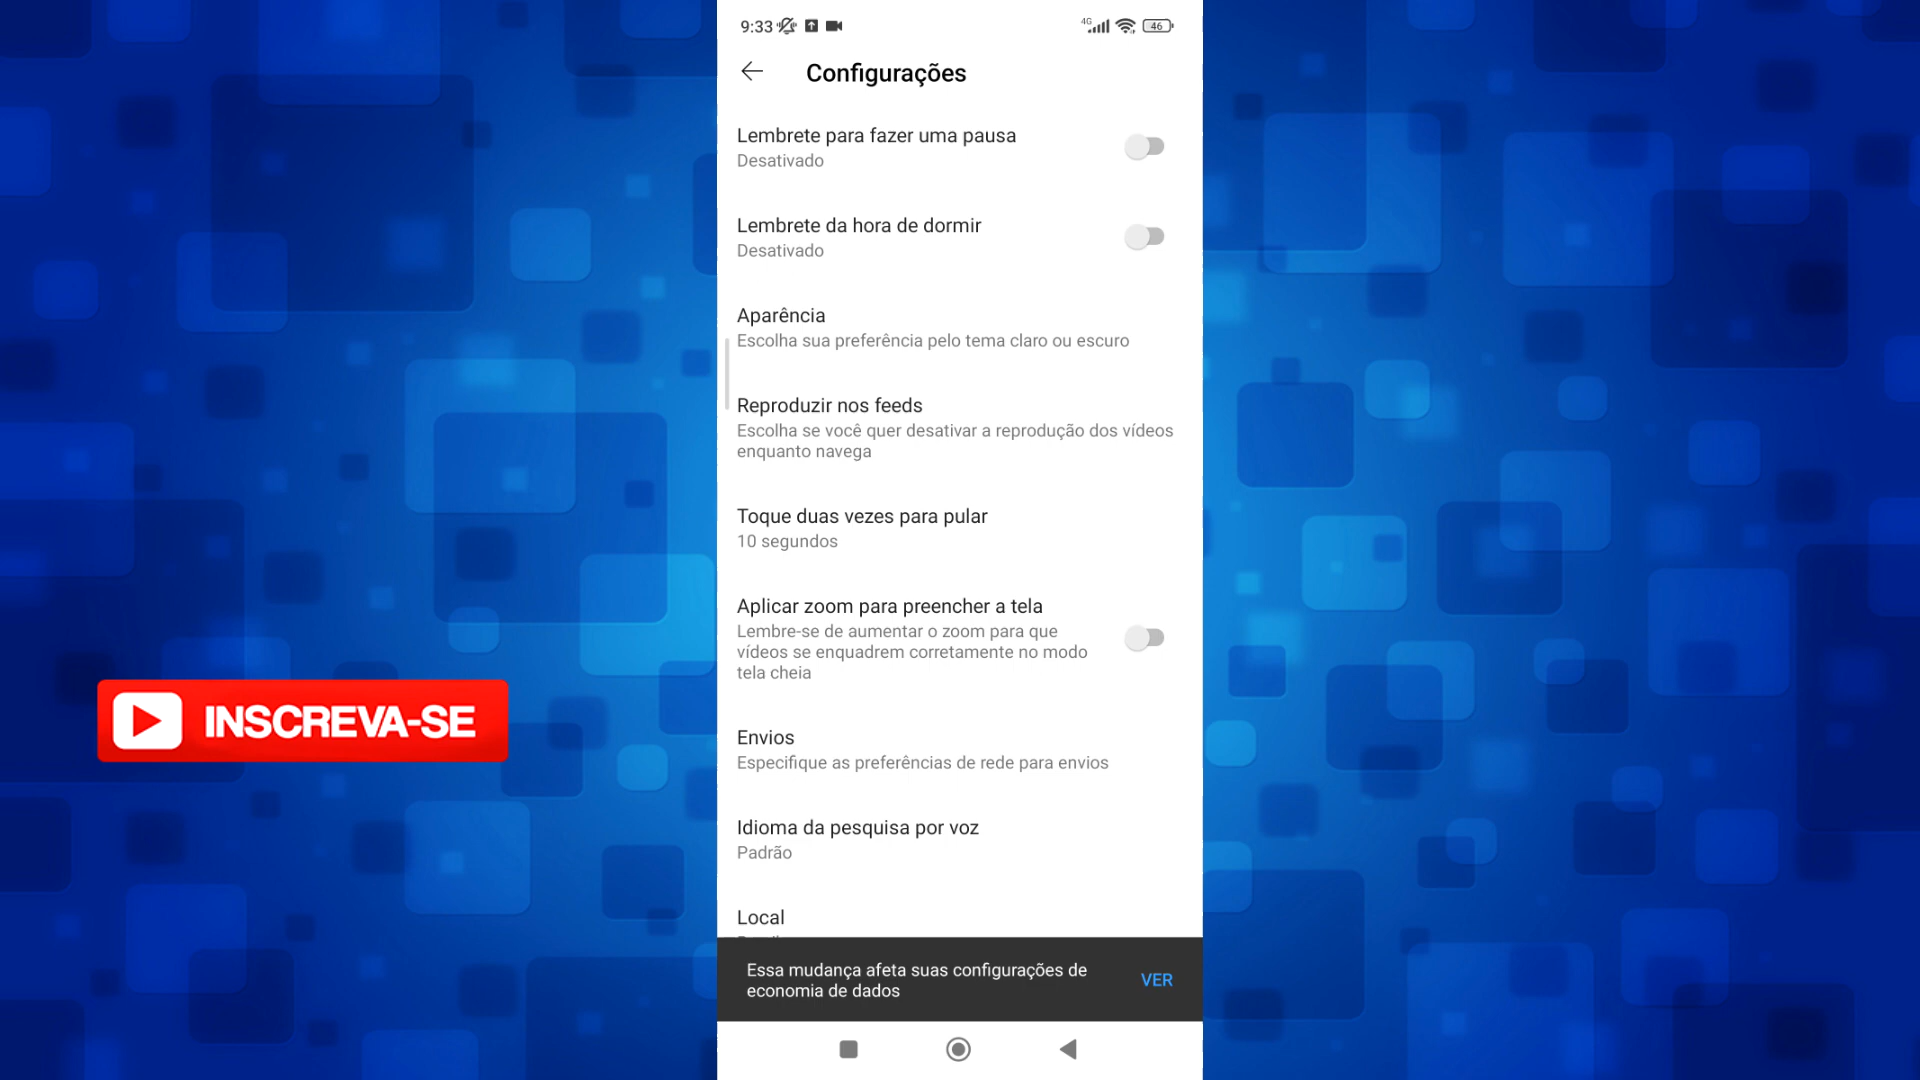 9:33
4G
46
Configurações
Lembrete para fazer uma pausa
Desativado
Lembrete da hora de dormir
Desativado
Aparência
Escolha sua preferência pelo tema claro ou escuro
Reproduzir nos feeds
Escolha se você quer desativar a reprodução dos vídeos
enquanto navega
Toque duas vezes para pular
10 segundos
Aplicar zoom para preencher a tela
Lembre-se de aumentar o zoom para que
vídeos se enquadrem corretamente no modo
tela cheia
INSCREVA-SE
Envios
Especifique as preferências de rede para envios
Idioma da pesquisa por voz
Padrão
Local
Essa mudança afeta suas configurações de
economia de dados
VER